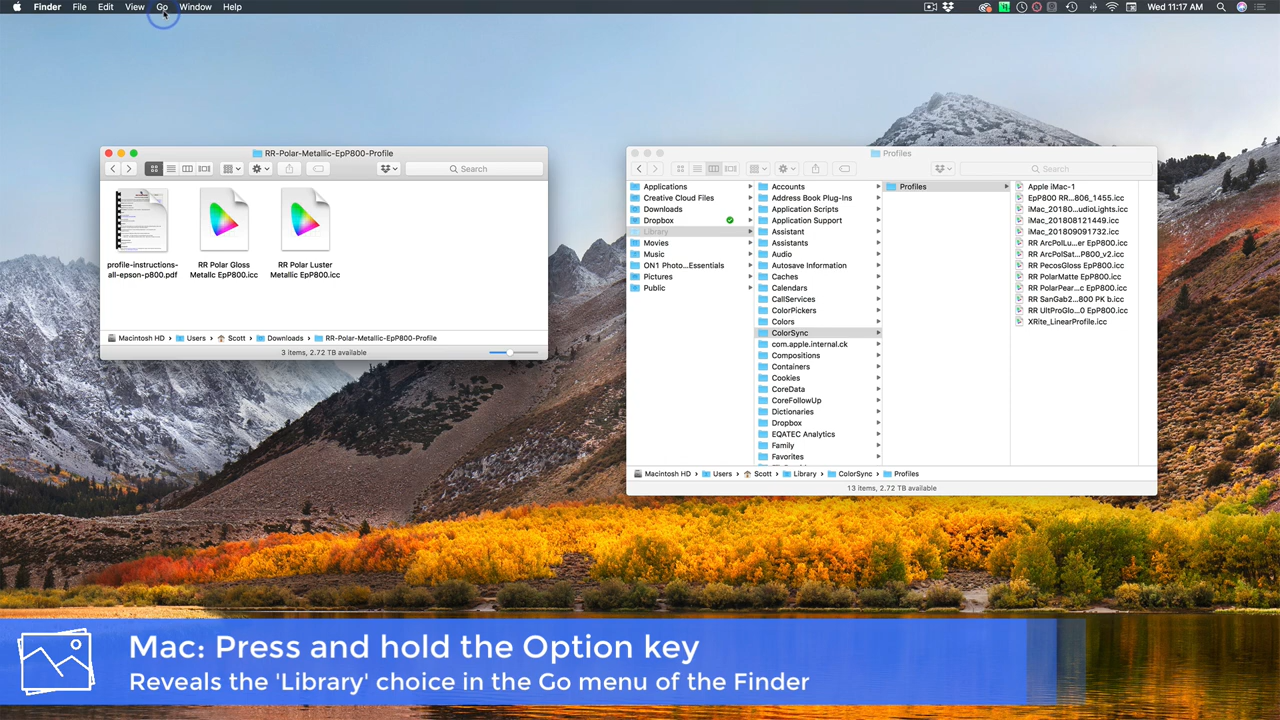 Finder File Edit View Go Window Help
Wed 11:17 AM
RR-Polar-Metallic-EpP800-Profile
Search
profile-instructions-
all-epson-p800.pdf
RR Polar Gloss
Metallic EpP800.icc
RR Polar Luster
Metallic EpP800.icc
Macintosh HD Users Scott Downloads RR-Polar-Metallic-EpP800-Profile
3 items, 2.72 TB available
Profiles
Search
Applications
Creative Cloud Files
Downloads
Dropbox
Library
Movies
Music
ON1 Photo...Essentials
Pictures
Public
Accounts
Address Book Plug-Ins
Application Scripts
Application Support
Assistant
Assistants
Audio
Autosave Information
Caches
Calendars
CallServices
ColorPickers
Colors
ColorSync
com.apple.internal.ck
Compositions
Containers
Cookies
CoreData
CoreFollowUp
Dictionaries
Dropbox
EQATEC Analytics
Family
Favorites
Profiles
Apple iMac-1
EpP800 RR...806_1455.icc
iMac_20180...udioLights.icc
iMac_201808121449.icc
iMac_201809091732.icc
RR ArcPolLu...er EpP800.icc
RR ArcPolSat...P800_v2.icc
RR PecosGloss EpP800.icc
RR PolarMatte EpP800.icc
RR PolarPear...c EpP800.icc
RR SanGab2...800 PK b.icc
RR UltProGlo...0 EpP800.icc
XRite_LinearProfile.icc
Macintosh HD Users Scott Library ColorSync Profiles
13 items, 2.72 TB available
Mac: Press and hold the Option key
Reveals the 'Library' choice in the Go menu of the Finder